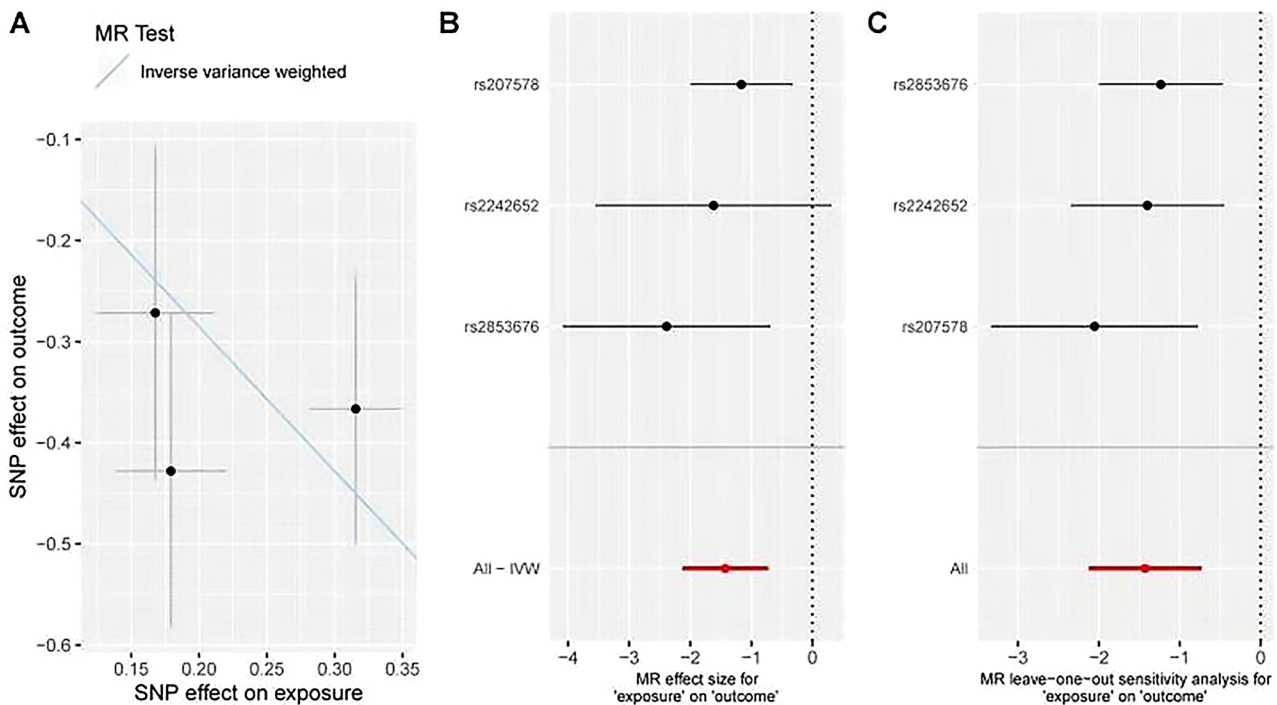 A
MR Test
Inverse variance weighted
−0.1
−0.2
−0.3
−0.4
−0.5
−0.6
SNP effect on outcome
0.15 0.20 0.25 0.30 0.35
SNP effect on exposure
B
rs207578
rs2242652
rs2853676
All − IVW
−4 −3 −2 −1 0
MR effect size for
'exposure' on 'outcome'
C
rs2853676
rs2242652
rs207578
All
−3 −2 −1 0
MR leave−one−out sensitivity analysis for
'exposure' on 'outcome'